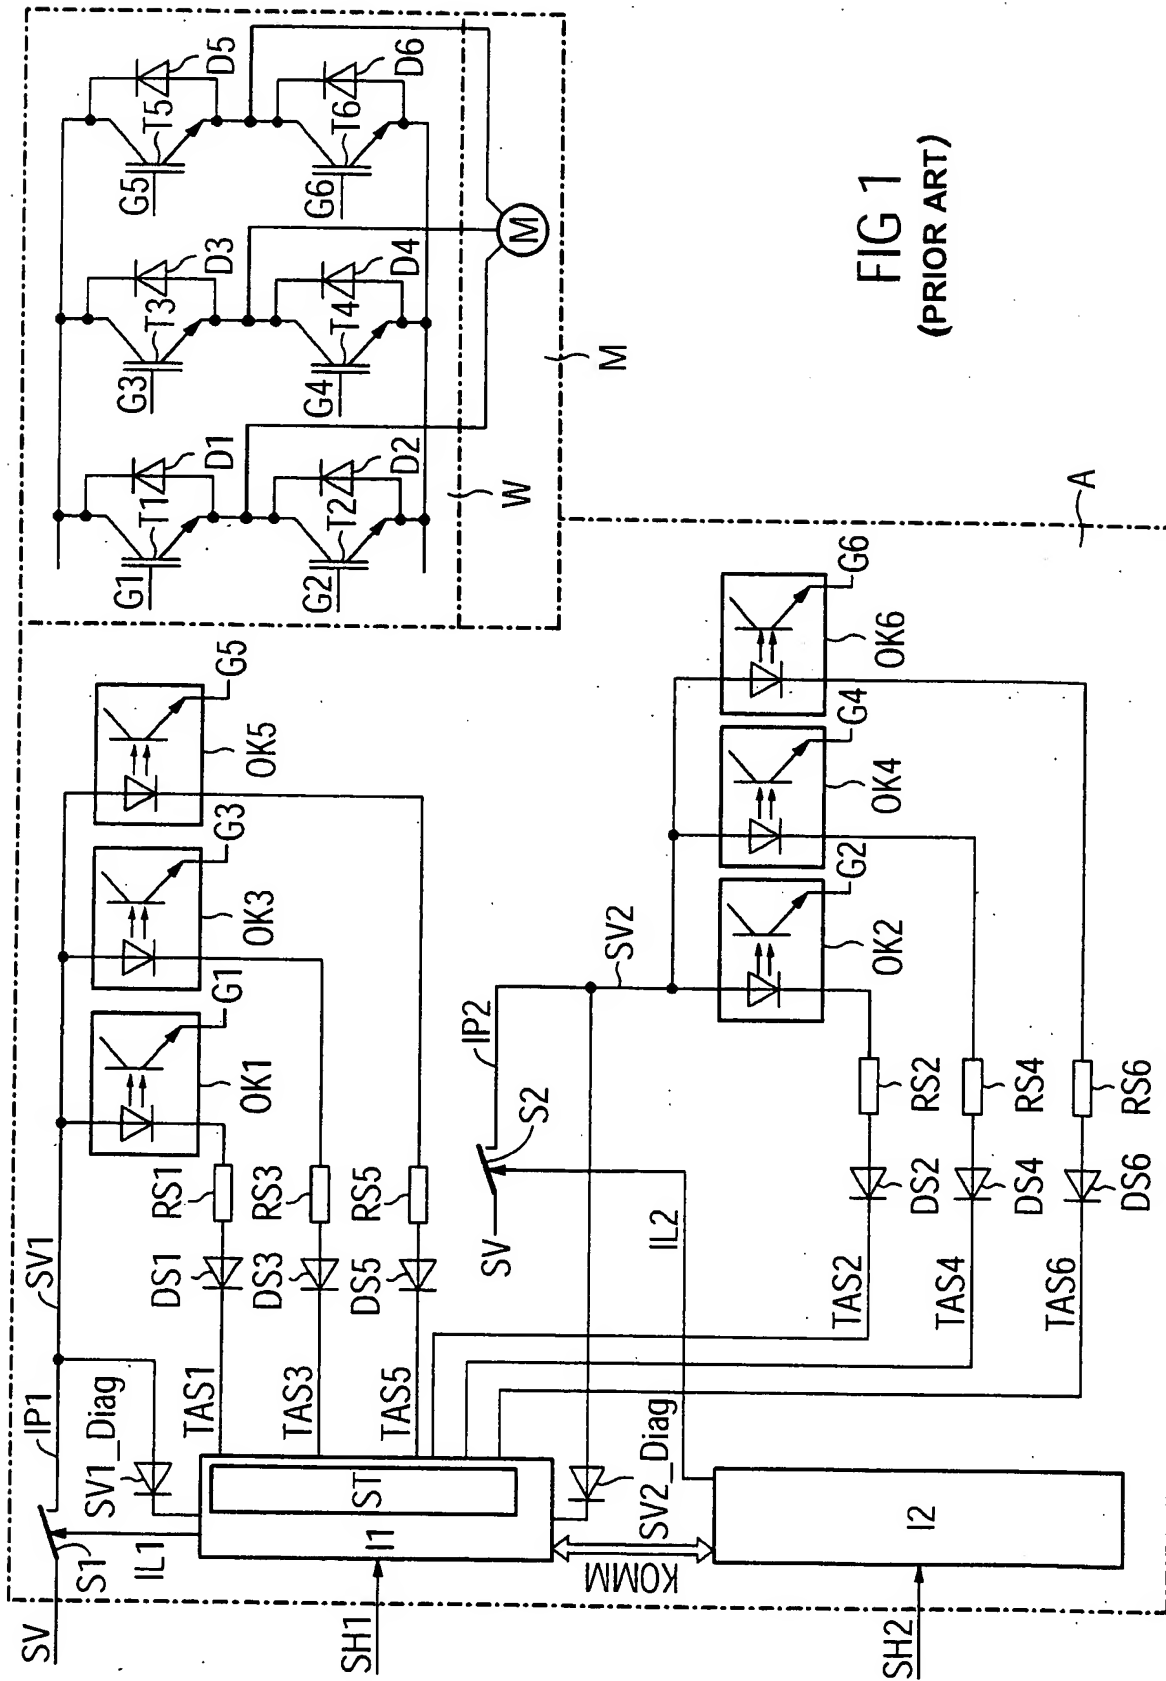 SV
S1
IP1
SV1
IL1
SV1_Diag
SH1
I1
ST
TAS1
DS1
RS1
TAS3
DS3
RS3
TAS5
DS5
RS5
OK1
G1
OK3
G3
OK5
G5
G1
T1
D1
G3
T3
D3
G5
T5
D5
G2
T2
D2
G4
T4
D4
G6
T6
D6
W
M
M
SV
S2
IP2
SV2
IL2
KOMM
SV2_Diag
SH2
I2
TAS2
DS2
RS2
TAS4
DS4
RS4
TAS6
DS6
RS6
OK2
G2
OK4
G4
OK6
G6
A
FIG 1
(PRIOR ART)